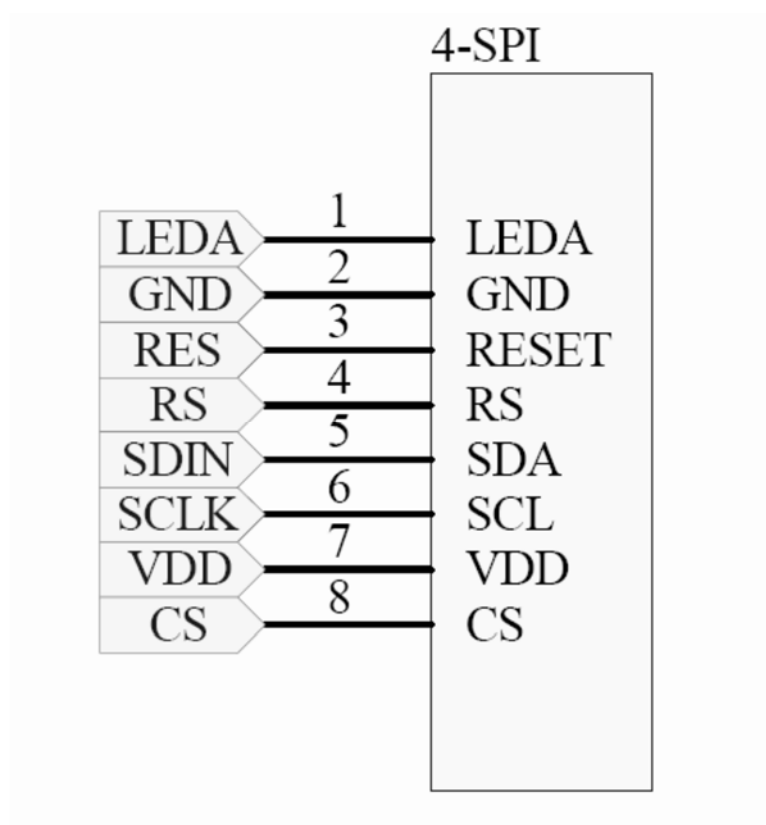 4-SPI
LEDA 1 LEDA
GND 2 GND
RES 3 RESET
RS 4 RS
SDIN 5 SDA
SCLK 6 SCL
VDD 7 VDD
CS 8 CS